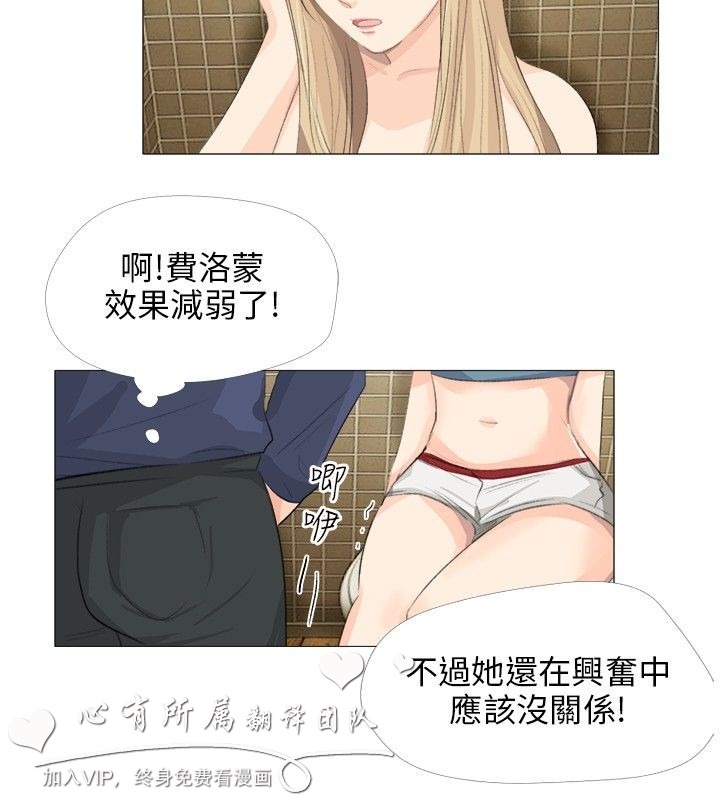 啊!費洛蒙
效果減弱了!
唧
咿
不過她還在興奮中
應該沒關係!
心有所属翻译团队
加入VIP，终身免费看漫画